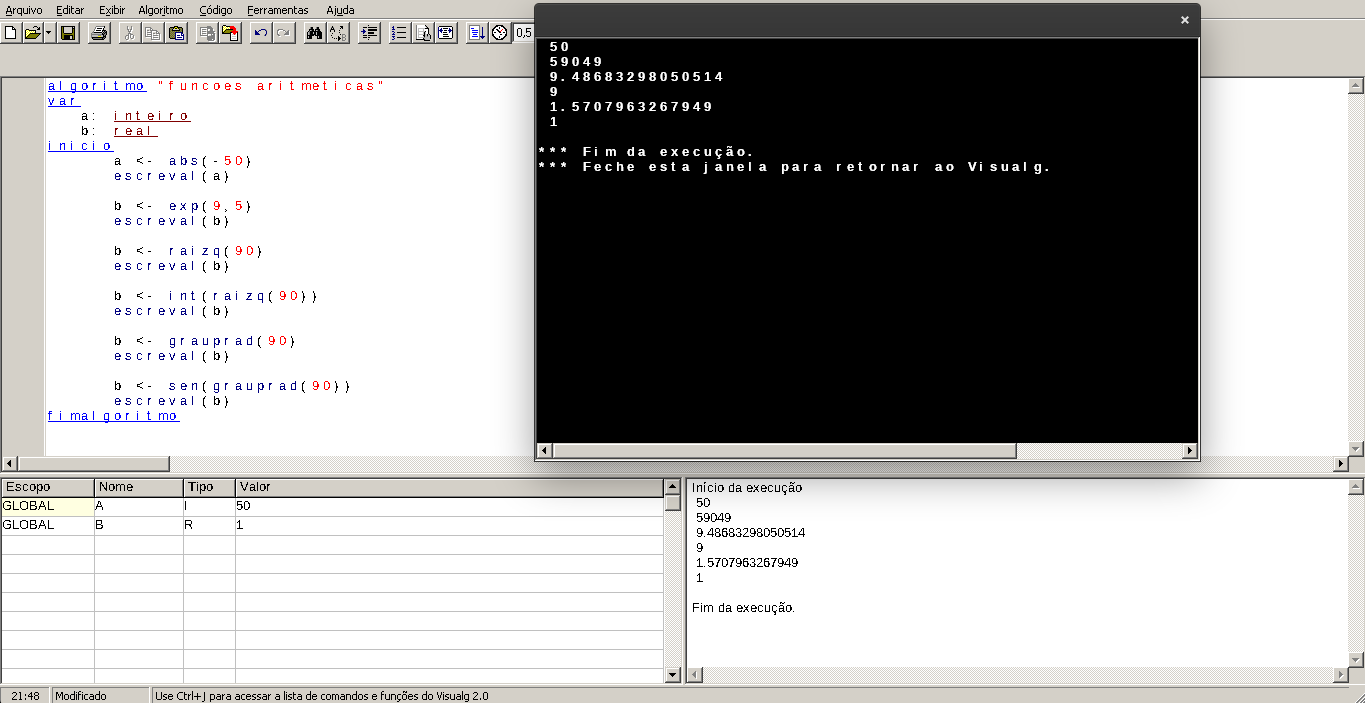 Arquivo Editar Exibir Algoritmo Código Ferramentas Ajuda
0,5
algoritmo "funcoes aritmeticas"
var
a: inteiro
b: real
inicio
a <- abs(-50)
escreval(a)
b <- exp(9,5)
escreval(b)
b <- raizq(90)
escreval(b)
b <- int(raizq(90))
escreval(b)
b <- grauprad(90)
escreval(b)
b <- sen(grauprad(90))
escreval(b)
fimalgoritmo
50
59049
9.48683298050514
9
1.5707963267949
1
*** Fim da execução.
*** Feche esta janela para retornar ao Visualg.
Escopo Nome Tipo Valor
GLOBAL A I 50
GLOBAL B R 1
Início da execução
50
59049
9.48683298050514
9
1.5707963267949
1
Fim da execução.
21:48 Modificado Use Ctrl+J para acessar a lista de comandos e funções do Visualg 2.0